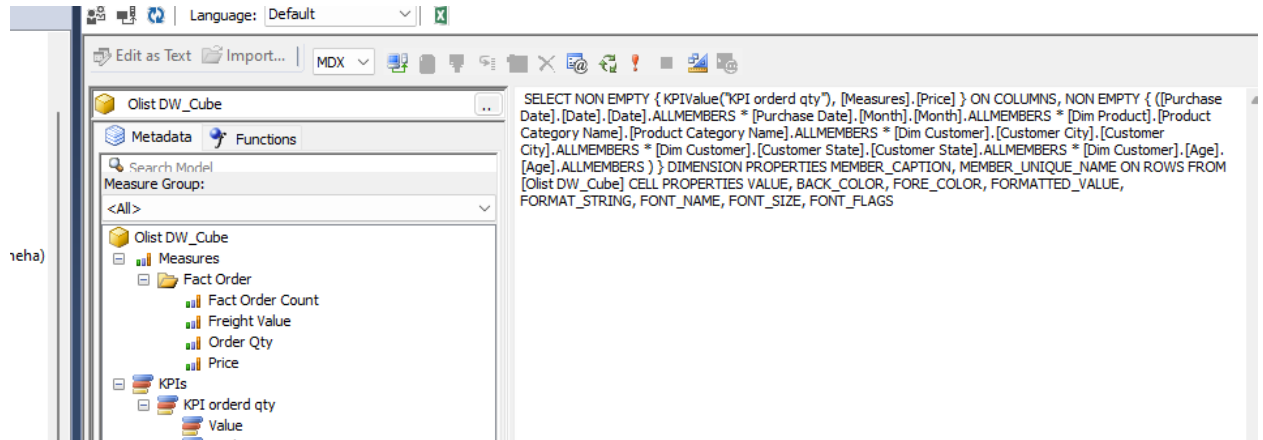 Language: Default
Edit as Text Import... MDX
Olist DW_Cube ..
Metadata Functions
Search Model
Measure Group:
<All>
Olist DW_Cube
Measures
Fact Order
Fact Order Count
Freight Value
Order Qty
Price
KPIs
KPI orderd qty
Value
neha)
SELECT NON EMPTY { KPIValue("KPI orderd qty"), [Measures].[Price] } ON COLUMNS, NON EMPTY { ([Purchase
Date].[Date].[Date].ALLMEMBERS * [Purchase Date].[Month].[Month].ALLMEMBERS * [Dim Product].[Product
Category Name].[Product Category Name].ALLMEMBERS * [Dim Customer].[Customer City].[Customer
City].ALLMEMBERS * [Dim Customer].[Customer State].[Customer State].ALLMEMBERS * [Dim Customer].[Age].
[Age].ALLMEMBERS ) } DIMENSION PROPERTIES MEMBER_CAPTION, MEMBER_UNIQUE_NAME ON ROWS FROM
[Olist DW_Cube] CELL PROPERTIES VALUE, BACK_COLOR, FORE_COLOR, FORMATTED_VALUE,
FORMAT_STRING, FONT_NAME, FONT_SIZE, FONT_FLAGS